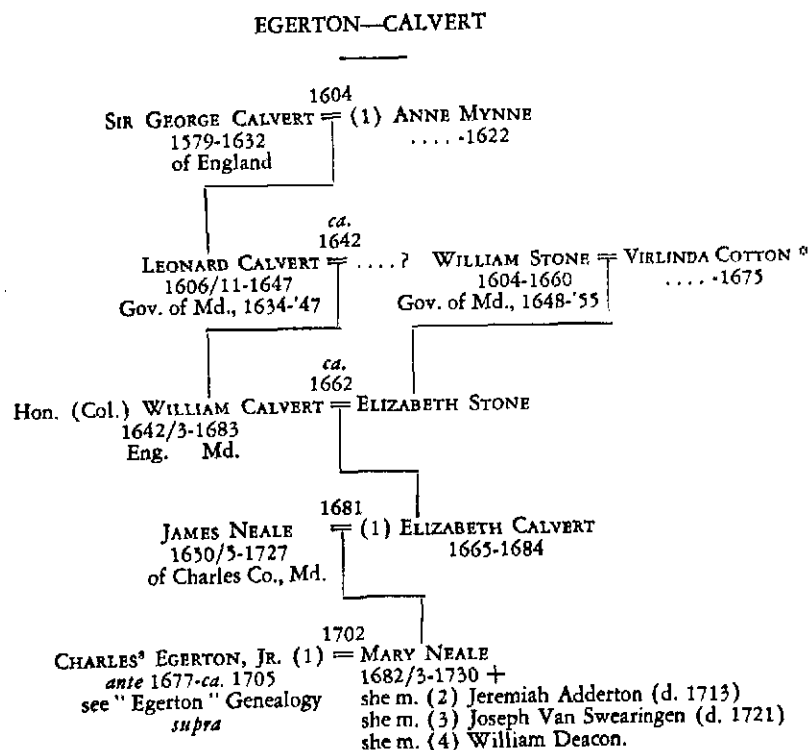 EGERTON—CALVERT
1604
SIR GEORGE CALVERT = (1) ANNE MYNNE
1579-1632 . . . . -1622
of England
ca.
1642
LEONARD CALVERT = . . . . ? WILLIAM STONE = VIRLINDA COTTON *
1606/11-1647 1604-1660 . . . . -1675
Gov. of Md., 1634-'47 Gov. of Md., 1648-'55
ca.
1662
Hon. (Col.) WILLIAM CALVERT = ELIZABETH STONE
1642/3-1683
Eng. Md.
1681
JAMES NEALE = (1) ELIZABETH CALVERT
1650/5-1727 1665-1684
of Charles Co., Md.
1702
CHARLES³ EGERTON, JR. (1) = MARY NEALE
ante 1677-ca. 1705 1682/3-1730 +
see "Egerton" Genealogy she m. (2) Jeremiah Adderton (d. 1713)
supra she m. (3) Joseph Van Swearingen (d. 1721)
she m. (4) William Deacon.